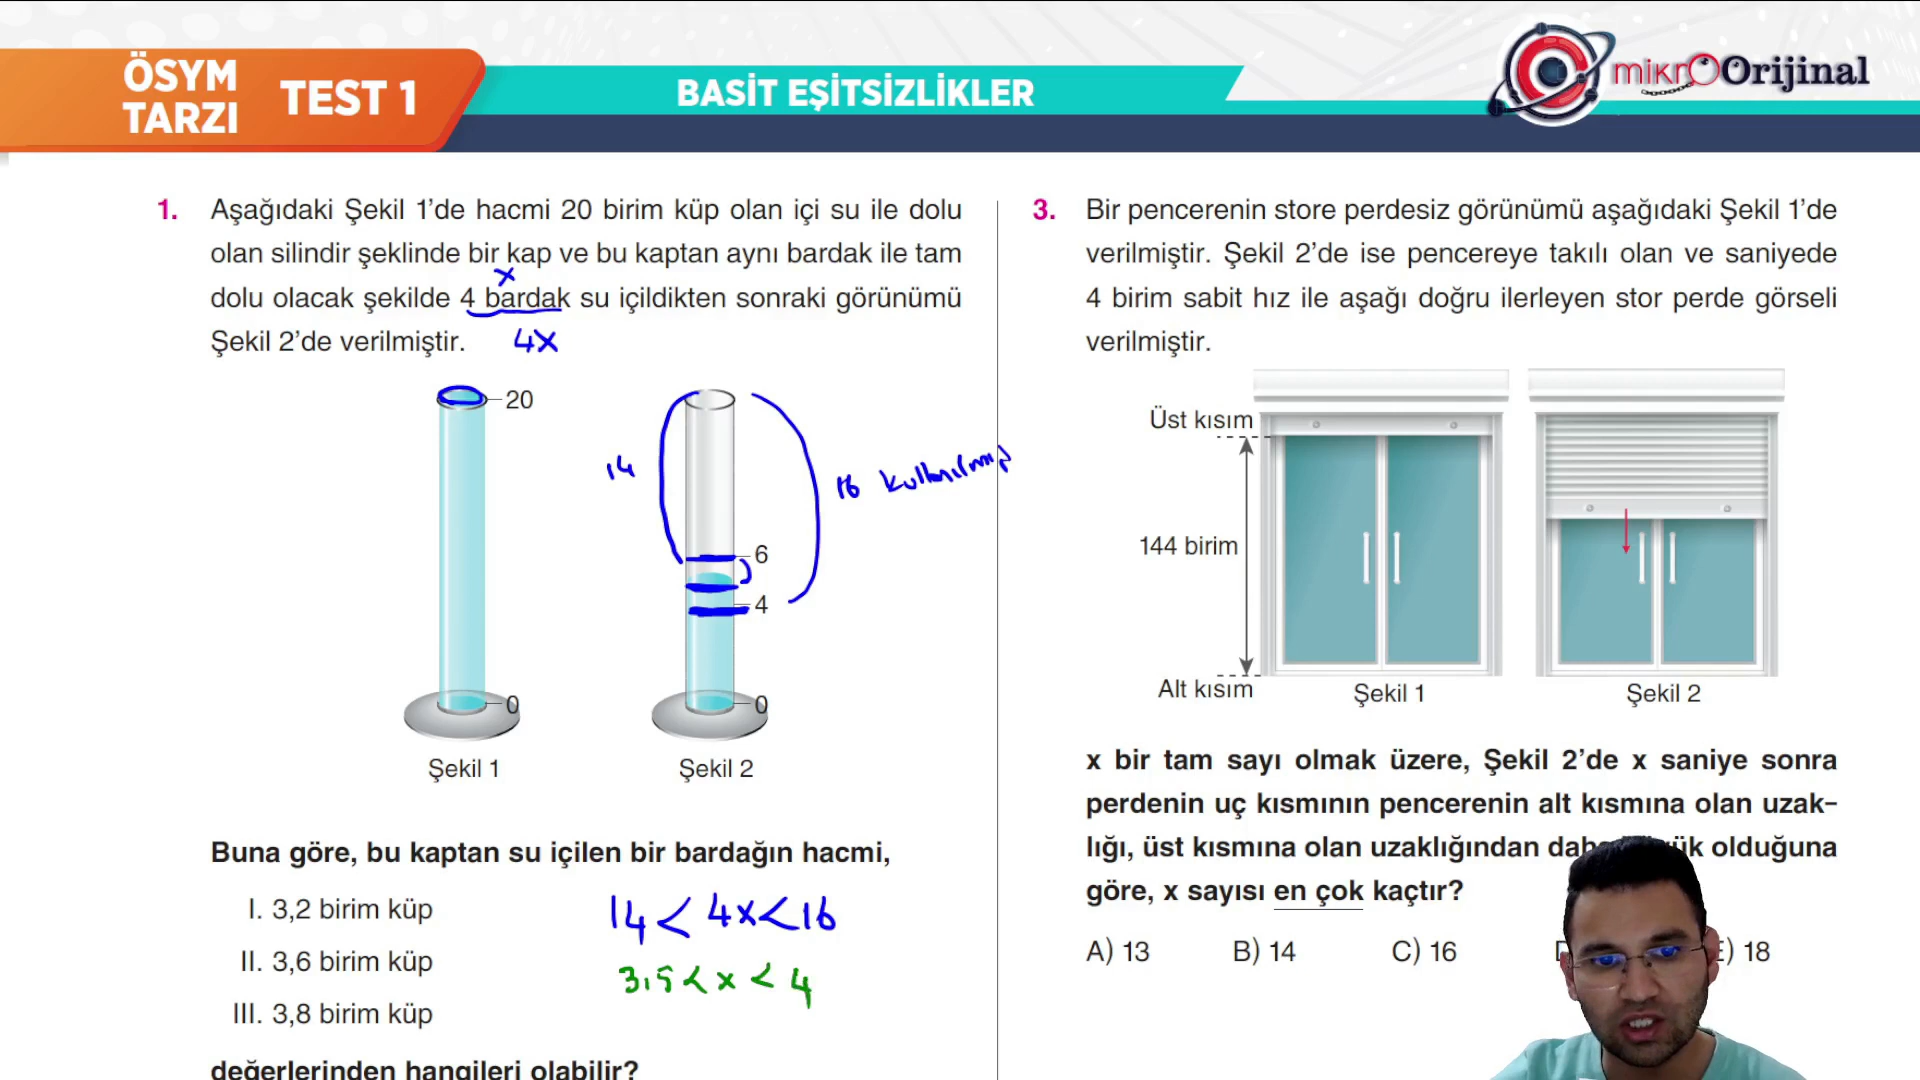 ÖSYM
TARZI
TEST 1
BASİT EŞİTSİZLİKLER
mikro Orijinal
1. Aşağıdaki Şekil 1’de hacmi 20 birim küp olan içi su ile dolu
olan silindir şeklinde bir kap ve bu kaptan aynı bardak ile tam
x
dolu olacak şekilde 4 bardak su içildikten sonraki görünümü
Şekil 2’de verilmiştir.
4x
20
14
16 kullanılmış
6
4
0
0
Şekil 1
Şekil 2
Buna göre, bu kaptan su içilen bir bardağın hacmi,
I. 3,2 birim küp
14 < 4x < 16
II. 3,6 birim küp
3,5 < x < 4
III. 3,8 birim küp
değerlerinden hangileri olabilir?
3. Bir pencerenin store perdesiz görünümü aşağıdaki Şekil 1’de
verilmiştir. Şekil 2’de ise pencereye takılı olan ve saniyede
4 birim sabit hız ile aşağı doğru ilerleyen stor perde görseli
verilmiştir.
Üst kısım
144 birim
Alt kısım
Şekil 1
Şekil 2
x bir tam sayı olmak üzere, Şekil 2’de x saniye sonra
perdenin uç kısmının pencerenin alt kısmına olan uzak–
lığı, üst kısmına olan uzaklığından olduğuna
göre, x sayısı en çok kaçtır?
A) 13 B) 14 C) 16 ) 18